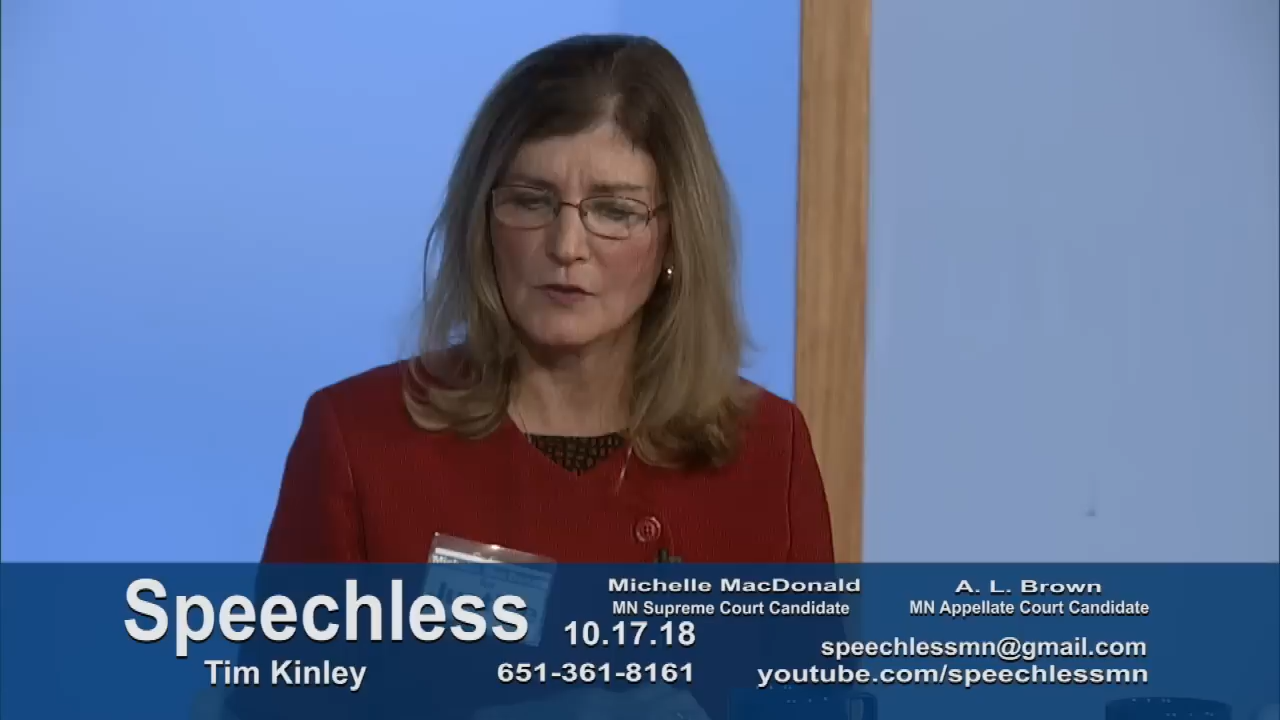 Speechless
Tim Kinley
Michelle MacDonald
MN Supreme Court Candidate
10.17.18
651-361-8161
A. L. Brown
MN Appellate Court Candidate
speechlessmn@gmail.com
youtube.com/speechlessmn